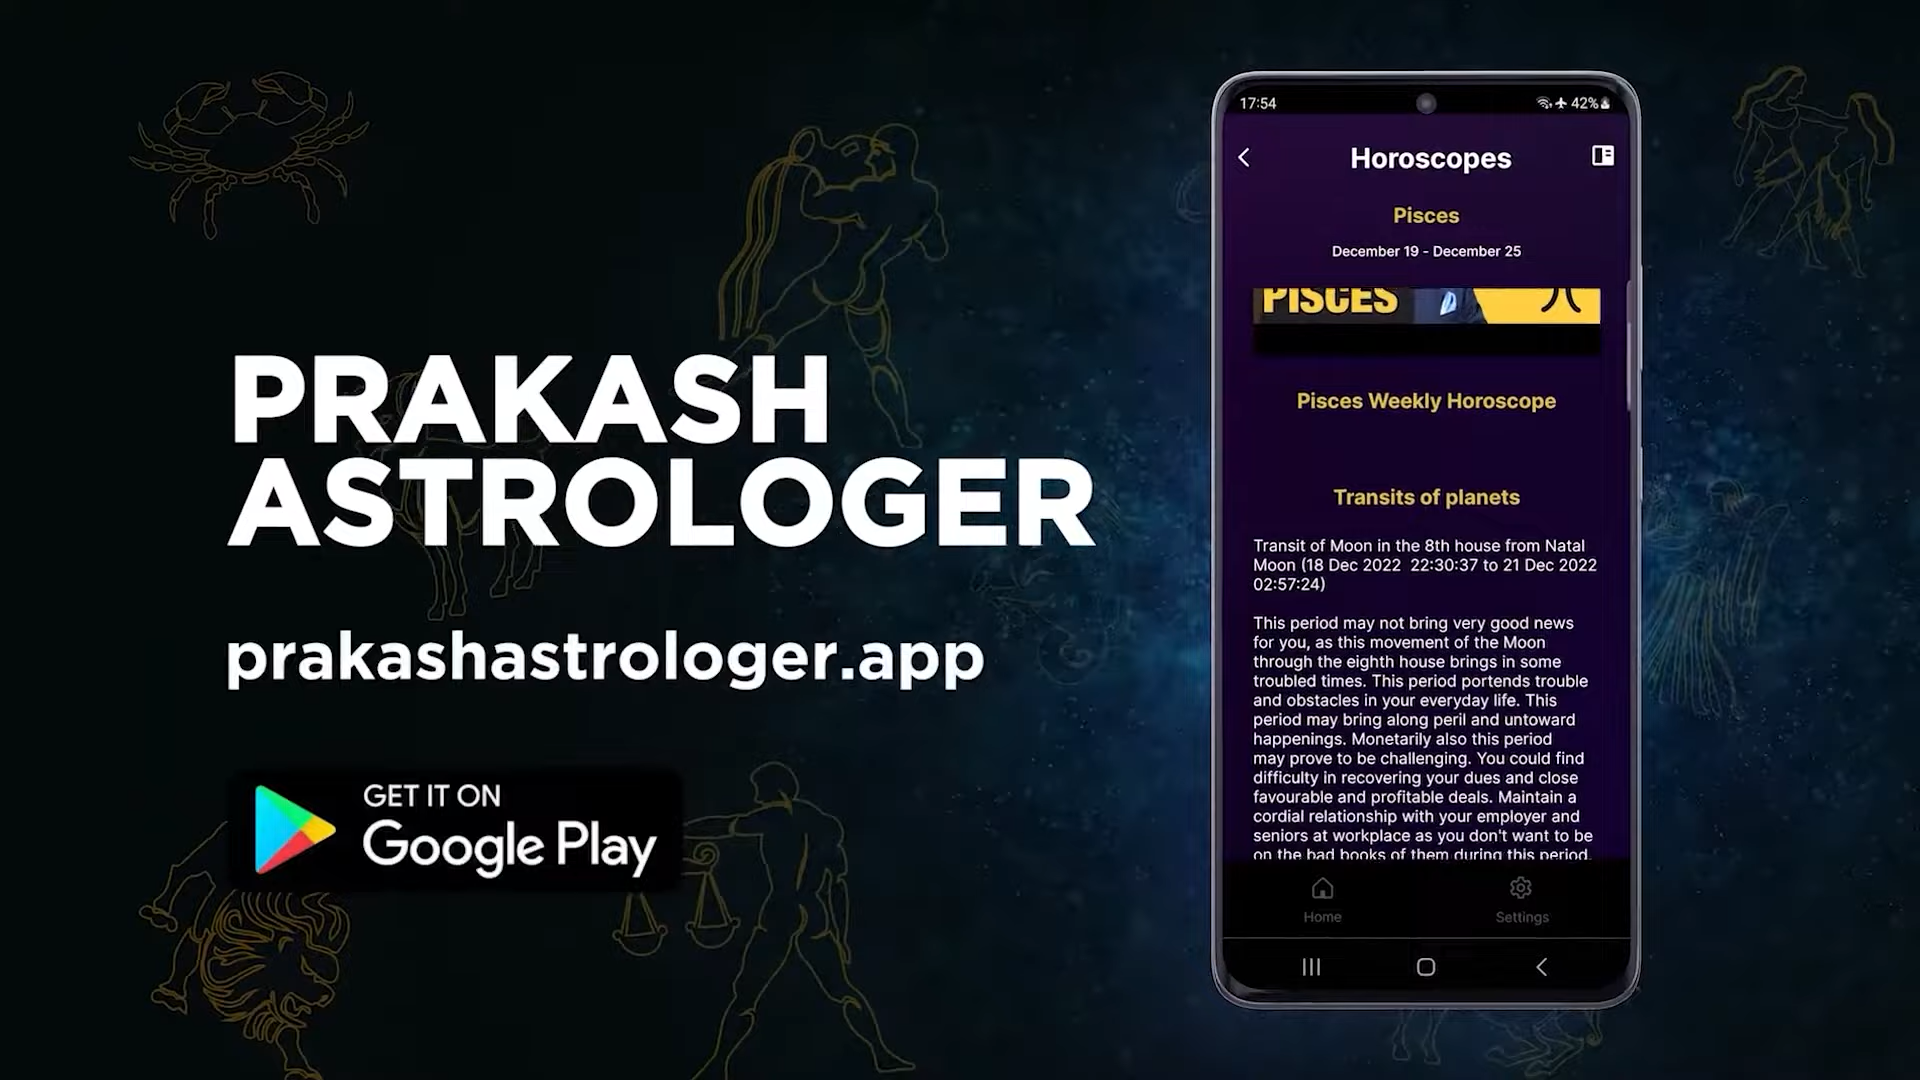 PRAKASH
ASTROLOGER
prakashastrologer.app
GET IT ON
Google Play
17:54
42%
Horoscopes
Pisces
December 19 - December 25
PISCES
Pisces Weekly Horoscope
Transits of planets
Transit of Moon in the 8th house from Natal
Moon (18 Dec 2022 22:30:37 to 21 Dec 2022
02:57:24)
This period may not bring very good news
for you, as this movement of the Moon
through the eighth house brings in some
troubled times. This period portends trouble
and obstacles in your everyday life. This
period may bring along peril and untoward
happenings. Monetarily also this period
may prove to be challenging. You could find
difficulty in recovering your dues and close
favourable and profitable deals. Maintain a
cordial relationship with your employer and
seniors at workplace as you don't want to be
on the bad books of them during this period.
Home
Settings